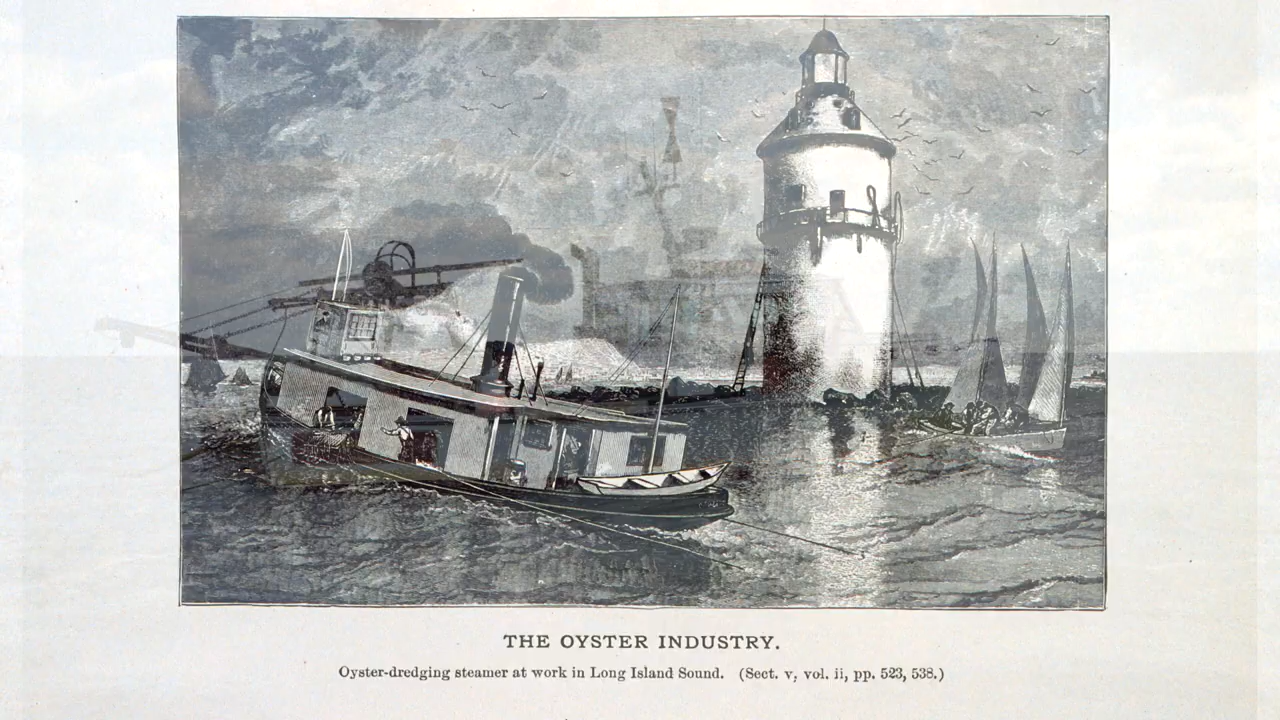 THE OYSTER INDUSTRY.
Oyster-dredging steamer at work in Long Island Sound. (Sect. v, vol. ii, pp. 523, 538.)